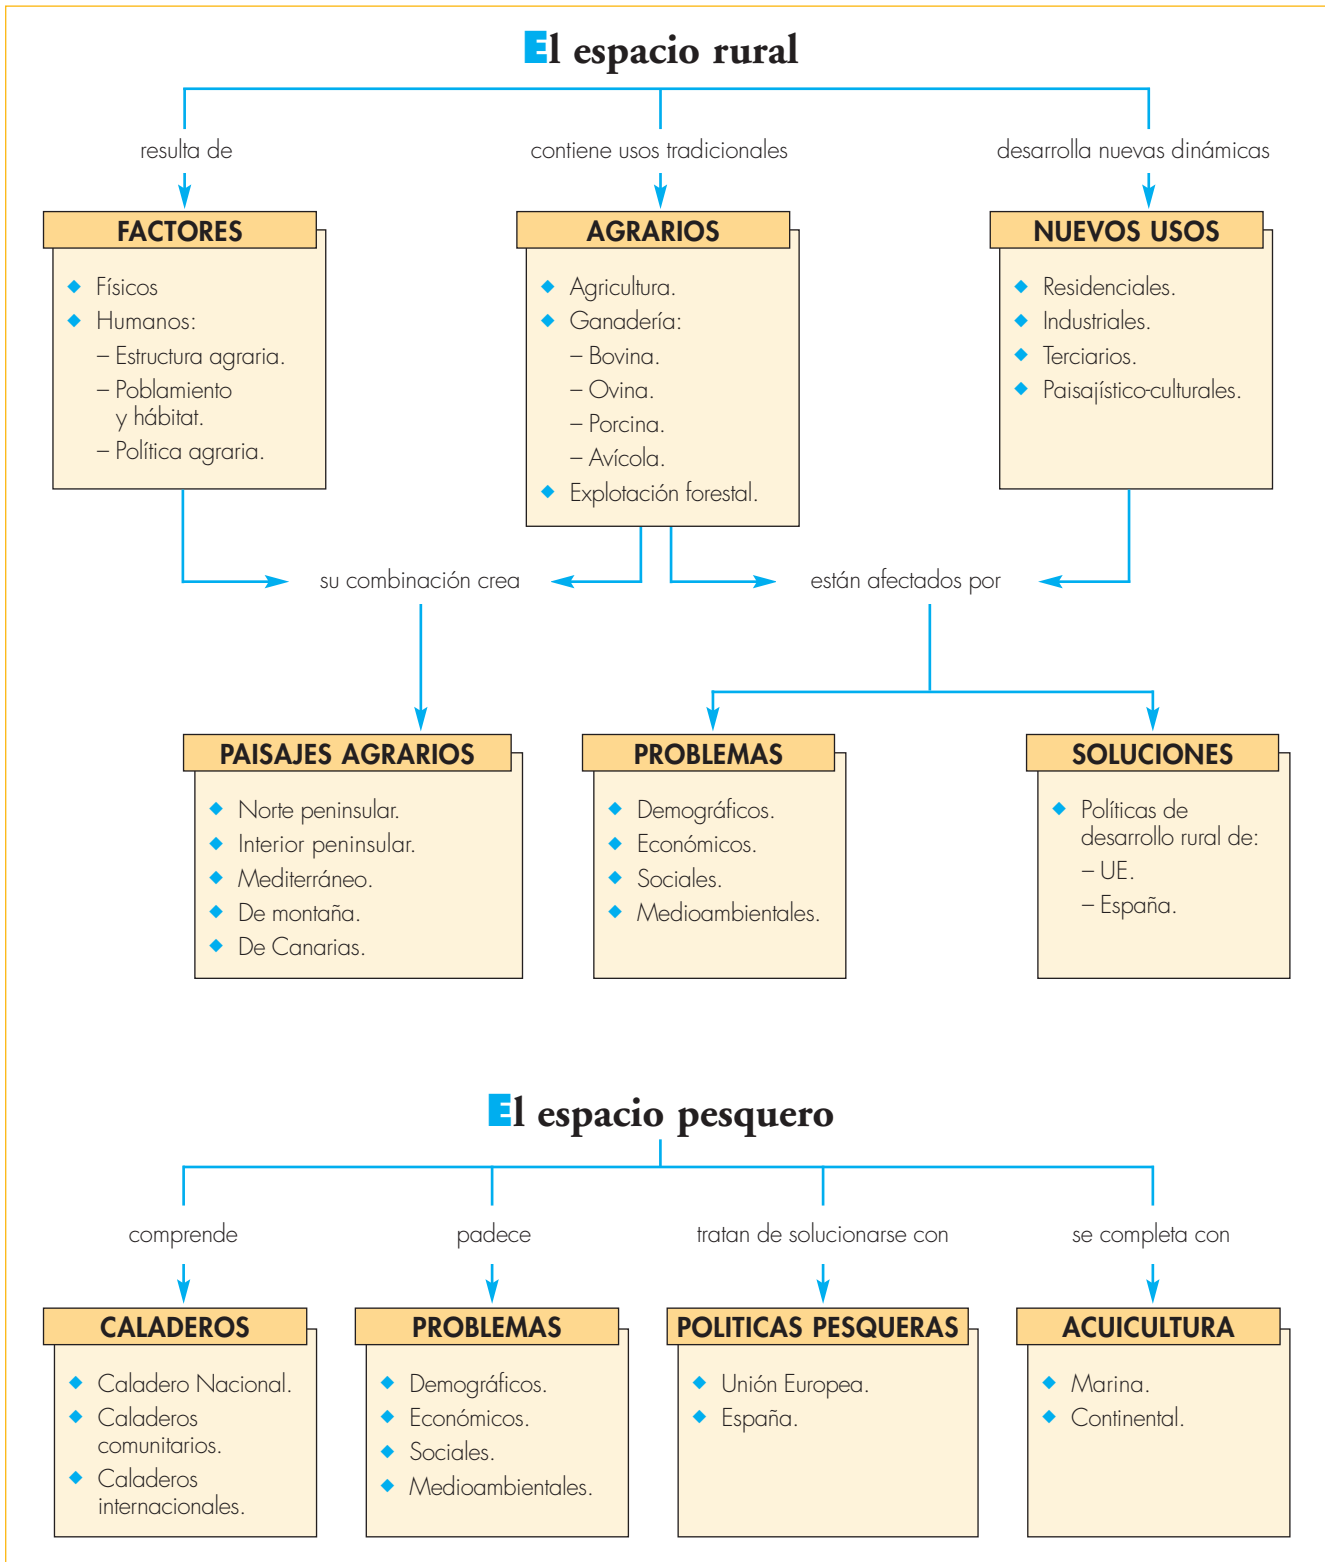 El espacio rural
resulta de
contiene usos tradicionales
desarrolla nuevas dinámicas
FACTORES
◆ Físicos
◆ Humanos:
– Estructura agraria.
– Poblamiento
y hábitat.
– Política agraria.
AGRARIOS
◆ Agricultura.
◆ Ganadería:
– Bovina.
– Ovina.
– Porcina.
– Avícola.
◆ Explotación forestal.
NUEVOS USOS
◆ Residenciales.
◆ Industriales.
◆ Terciarios.
◆ Paisajístico-culturales.
su combinación crea
están afectados por
PAISAJES AGRARIOS
◆ Norte peninsular.
◆ Interior peninsular.
◆ Mediterráneo.
◆ De montaña.
◆ De Canarias.
PROBLEMAS
◆ Demográficos.
◆ Económicos.
◆ Sociales.
◆ Medioambientales.
SOLUCIONES
◆ Políticas de
desarrollo rural de:
– UE.
– España.
El espacio pesquero
comprende
padece
tratan de solucionarse con
se completa con
CALADEROS
◆ Caladero Nacional.
◆ Caladeros
comunitarios.
◆ Caladeros
internacionales.
PROBLEMAS
◆ Demográficos.
◆ Económicos.
◆ Sociales.
◆ Medioambientales.
POLITICAS PESQUERAS
◆ Unión Europea.
◆ España.
ACUICULTURA
◆ Marina.
◆ Continental.